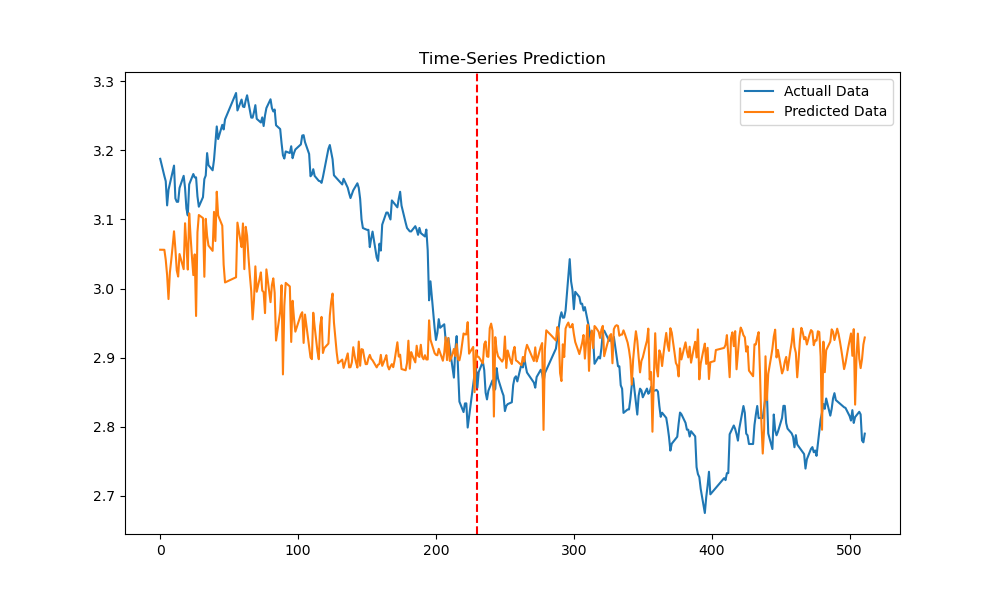 Time-Series Prediction
Actuall Data
Predicted Data
3.3
3.2
3.1
3.0
2.9
2.8
2.7
0 100 200 300 400 500